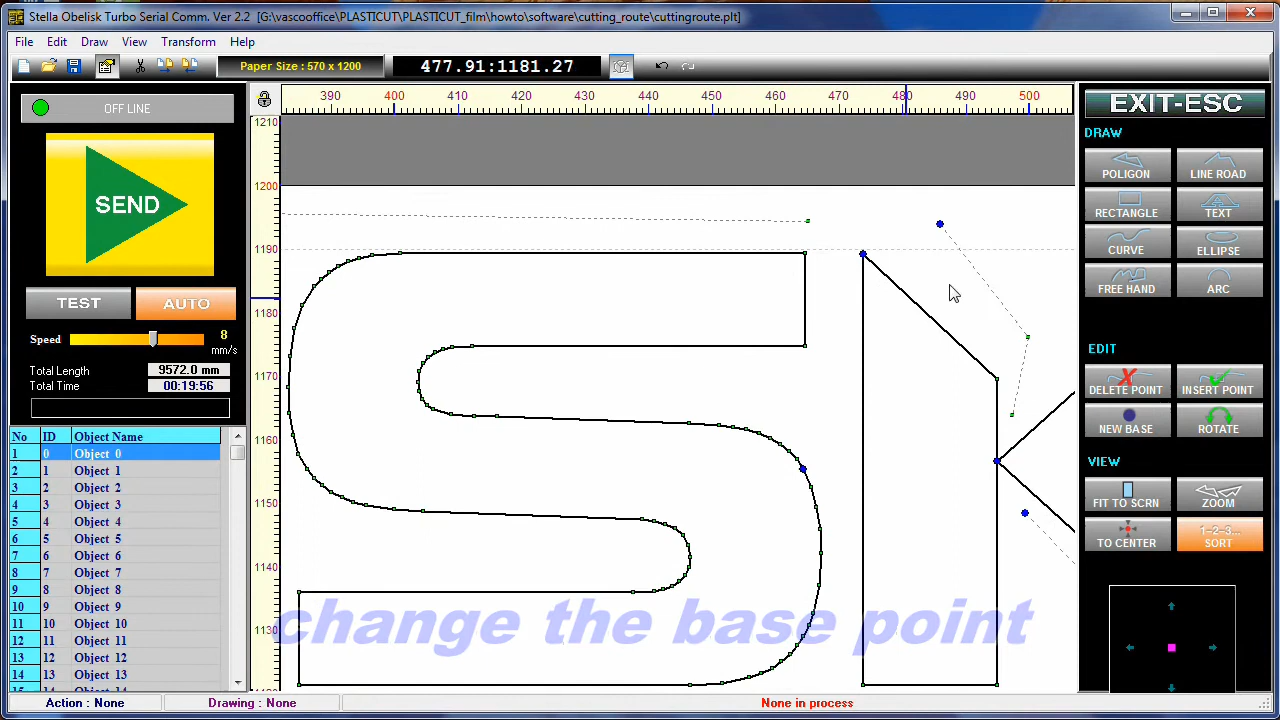 Stella Obelisk Turbo Serial Comm. Ver 2.2 [G:\vascooffice\PLASTICUT\PLASTICUT_film\howto\software\cutting_route\cuttingroute.plt]
File Edit Draw View Transform Help
Paper Size : 570 x 1200
477.91:1181.27
OFF LINE
SEND
TEST AUTO
Speed 8
mm/s
Total Length 9572.0 mm
Total Time 00:19:56
No ID Object Name
1 0 Object 0
2 1 Object 1
3 2 Object 2
4 3 Object 3
5 4 Object 4
6 5 Object 5
7 6 Object 6
8 7 Object 7
9 8 Object 8
10 9 Object 9
11 10 Object 10
12 11 Object 11
13 12 Object 12
14 13 Object 13
15 14 Object 14
390 400 410 420 430 440 450 460 470 480 490 500
1210
1200
1190
1180
1170
1160
1150
1140
1130
1120
change the base point
EXIT-ESC
DRAW
POLIGON LINE ROAD
RECTANGLE TEXT
CURVE ELLIPSE
FREE HAND ARC
EDIT
DELETE POINT INSERT POINT
NEW BASE ROTATE
VIEW
FIT TO SCRN ZOOM
TO CENTER 1-2-3... SORT
Action : None Drawing : None None in process